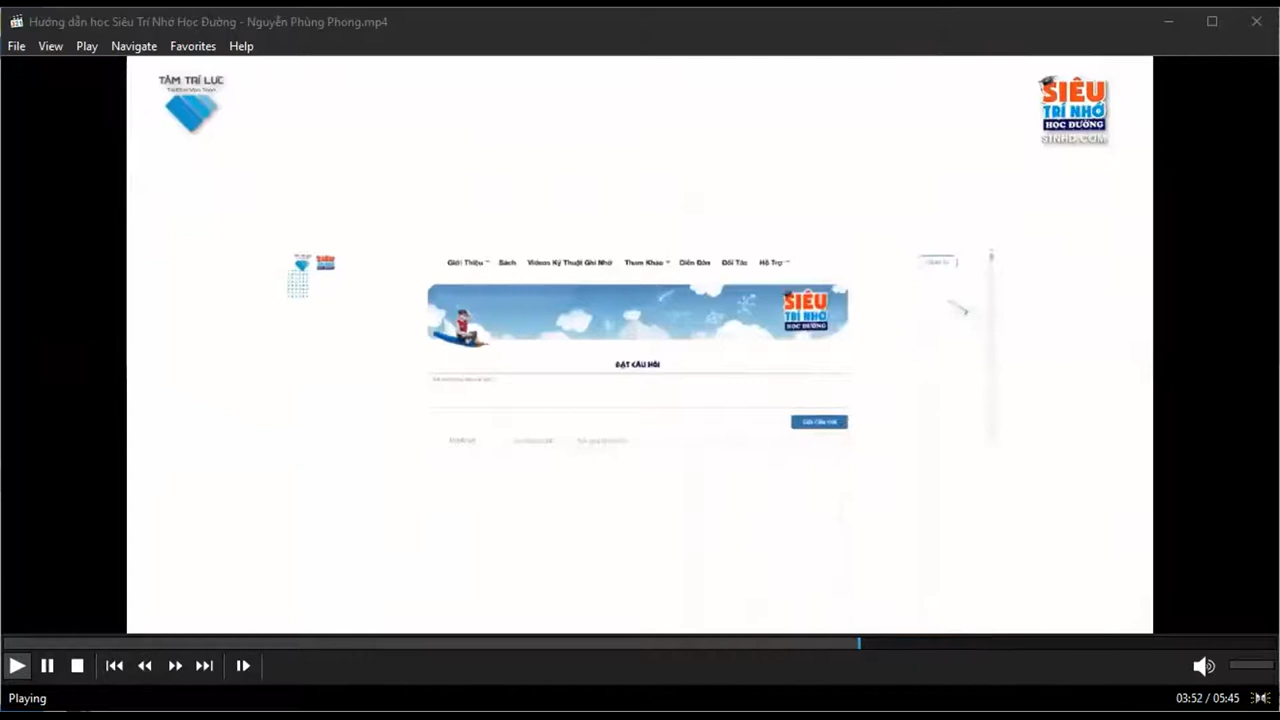 Hướng dẫn học Siêu Trí Nhớ Học Đường - Nguyễn Phùng Phong.mp4
File View Play Navigate Favorites Help
TÂM TRÍ LỰC
SIÊU
TRÍ NHỚ
HỌC ĐƯỜNG
STNHD.COM
Giới Thiệu Sách Videos Kỹ Thuật Ghi Nhớ Tham Khảo Diễn Đàn Đối Tác Hỗ Trợ
SIÊU
TRÍ NHỚ
HỌC ĐƯỜNG
ĐẶT CÂU HỎI
Gửi Câu Hỏi
Playing
03:52 / 05:45